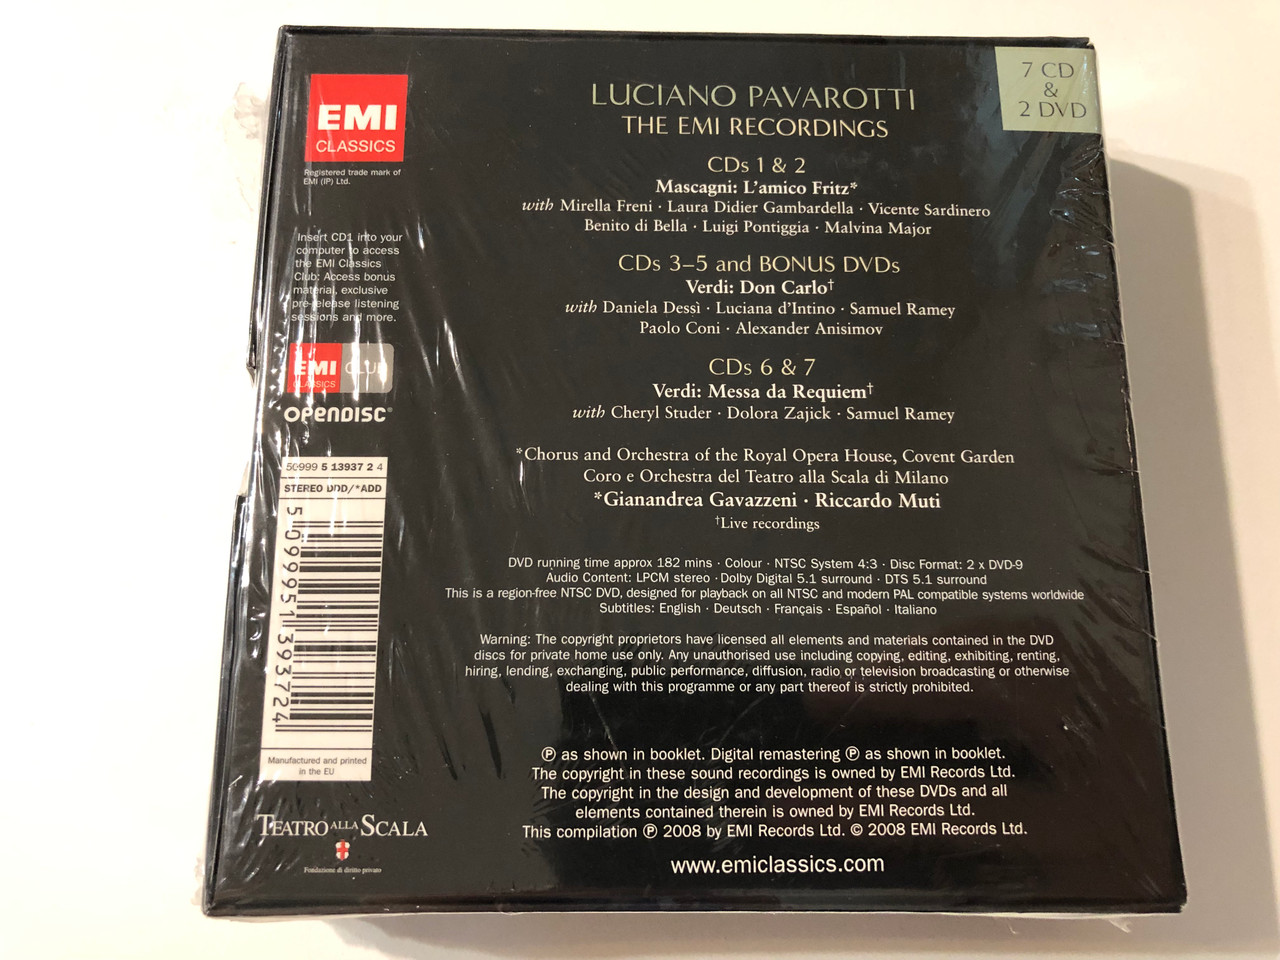 EMI
CLASSICS
Registered trade mark of
EMI (IP) Ltd.
Insert CD1 into your
computer to access
the EMI Classics
Club: Access bonus
material, exclusive
pre-release listening
sessions and more.
EMI CLUB
CLASSICS
OPENDISC®
50999 5 13937 2 4
STEREO DDD/*ADD
5 099951 393724
Manufactured and printed
in the EU
TEATRO ALLA SCALA
Fondazione di diritto privato
7 CD
&
2 DVD
LUCIANO PAVAROTTI
THE EMI RECORDINGS
CDs 1 & 2
Mascagni: L'amico Fritz*
with Mirella Freni · Laura Didier Gambardella · Vicente Sardinero
Benito di Bella · Luigi Pontiggia · Malvina Major
CDs 3–5 and BONUS DVDs
Verdi: Don Carlo†
with Daniela Dessì · Luciana d'Intino · Samuel Ramey
Paolo Coni · Alexander Anisimov
CDs 6 & 7
Verdi: Messa da Requiem†
with Cheryl Studer · Dolora Zajick · Samuel Ramey
*Chorus and Orchestra of the Royal Opera House, Covent Garden
Coro e Orchestra del Teatro alla Scala di Milano
*Gianandrea Gavazzeni · Riccardo Muti
†Live recordings
DVD running time approx 182 mins · Colour · NTSC System 4:3 · Disc Format: 2 x DVD-9
Audio Content: LPCM stereo · Dolby Digital 5.1 surround · DTS 5.1 surround
This is a region-free NTSC DVD, designed for playback on all NTSC and modern PAL compatible systems worldwide
Subtitles: English · Deutsch · Français · Español · Italiano
Warning: The copyright proprietors have licensed all elements and materials contained in the DVD
discs for private home use only. Any unauthorised use including copying, editing, exhibiting, renting,
hiring, lending, exchanging, public performance, diffusion, radio or television broadcasting or otherwise
dealing with this programme or any part thereof is strictly prohibited.
℗ as shown in booklet. Digital remastering ℗ as shown in booklet.
The copyright in these sound recordings is owned by EMI Records Ltd.
The copyright in the design and development of these DVDs and all
elements contained therein is owned by EMI Records Ltd.
This compilation ℗ 2008 by EMI Records Ltd. © 2008 EMI Records Ltd.
www.emiclassics.com